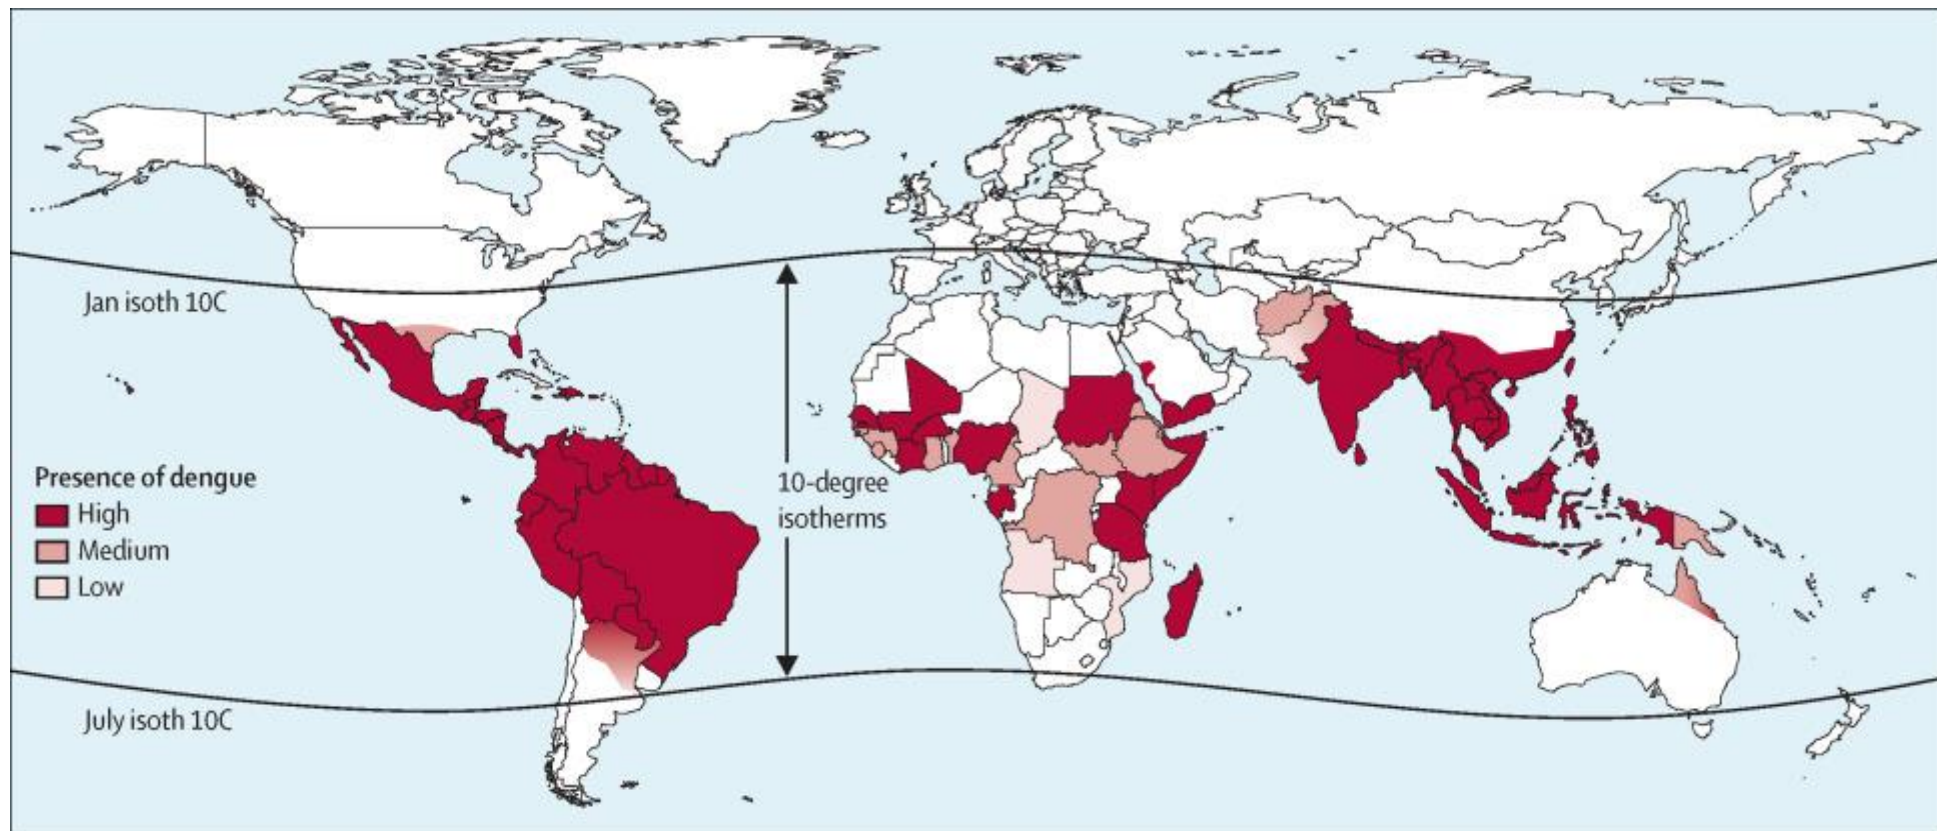 Jan isoth 10C
Presence of dengue
High
Medium
Low
10-degree
isotherms
July isoth 10C